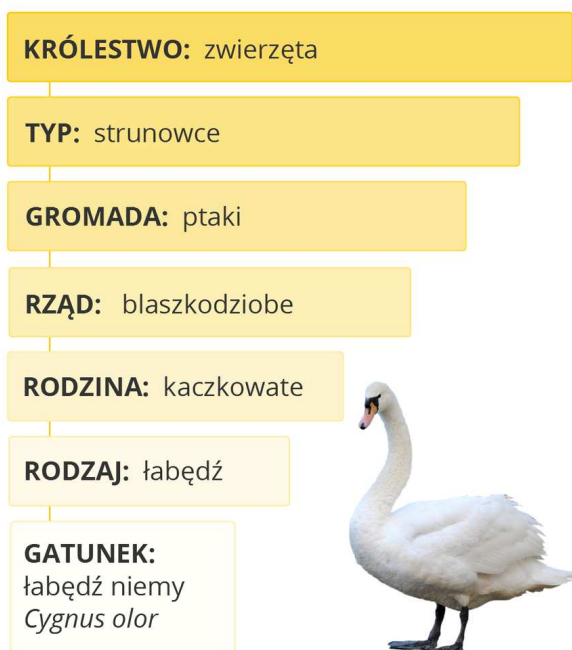 KRÓLESTWO: zwierzęta
TYP: strunowce
GROMADA: ptaki
RZĄD: blaszkodziobe
RODZINA: kaczkowate
RODZAJ: łabędź
GATUNEK:
łabędź niemy
Cygnus olor